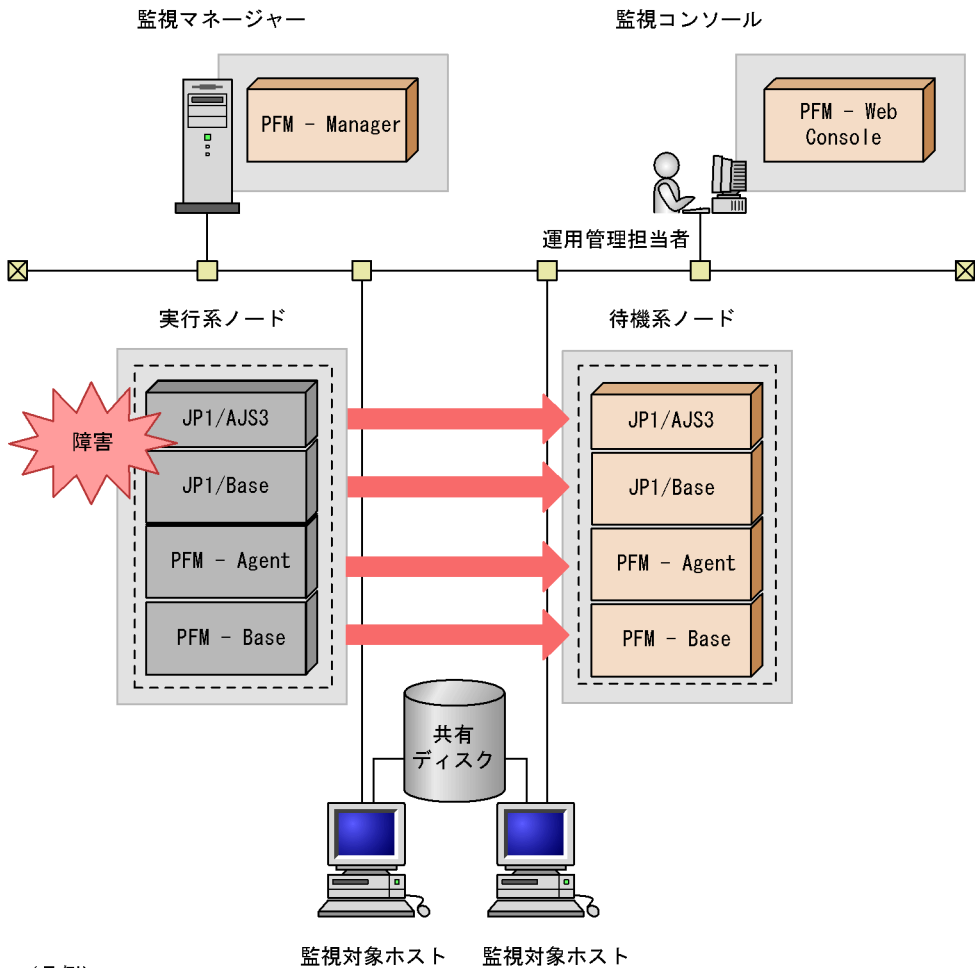 監視マネージャー
監視コンソール
PFM - Manager
PFM - Web
Console
運用管理担当者
実行系ノード
待機系ノード
障害
JP1/AJS3
JP1/Base
PFM - Agent
PFM - Base
JP1/AJS3
JP1/Base
PFM - Agent
PFM - Base
共有
ディスク
監視対象ホスト
監視対象ホスト